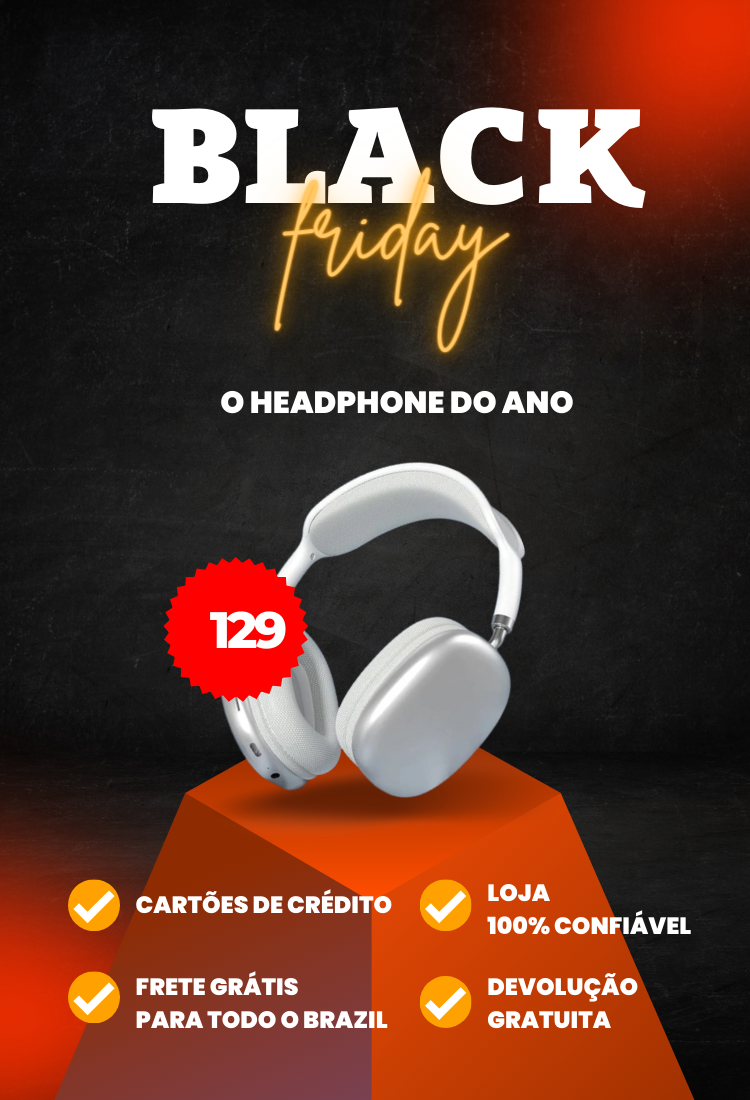 BLACK
friday
O HEADPHONE DO ANO
129
CARTÕES DE CRÉDITO
LOJA
100% CONFIÁVEL
FRETE GRÁTIS
PARA TODO O BRAZIL
DEVOLUÇÃO
GRATUITA